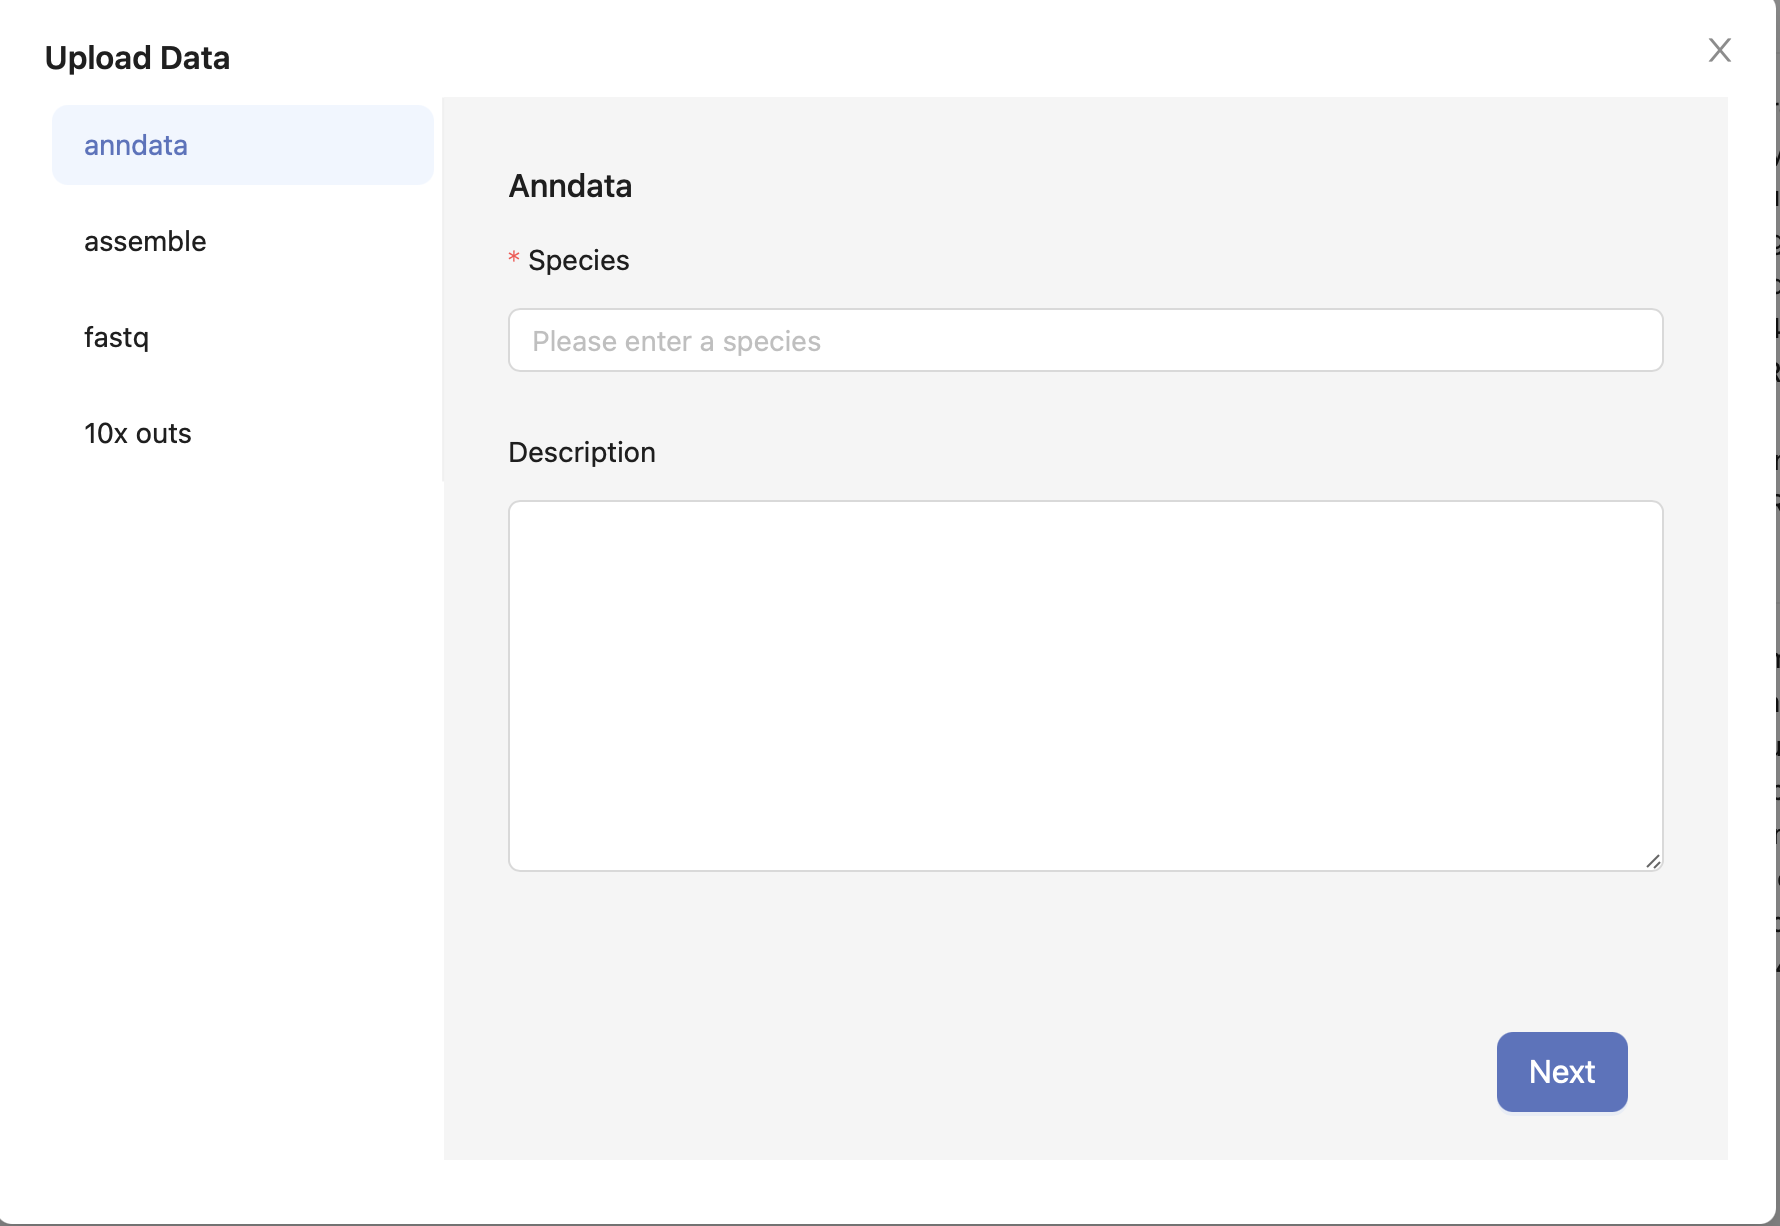 Upload Data
anndata
assemble
fastq
10x outs
Anndata
* Species
Please enter a species
Description
Next